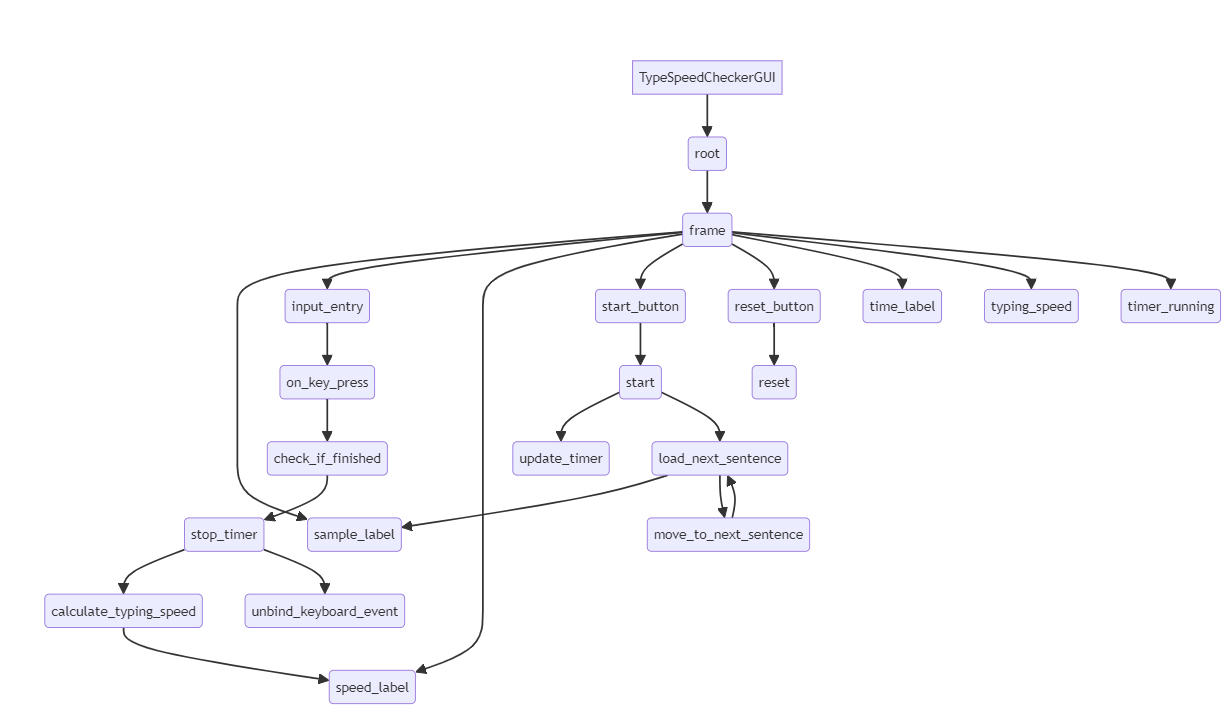 TypeSpeedCheckerGUI
root
frame
input_entry
start_button
reset_button
time_label
typing_speed
timer_running
on_key_press
start
reset
check_if_finished
update_timer
load_next_sentence
stop_timer
sample_label
move_to_next_sentence
calculate_typing_speed
unbind_keyboard_event
speed_label